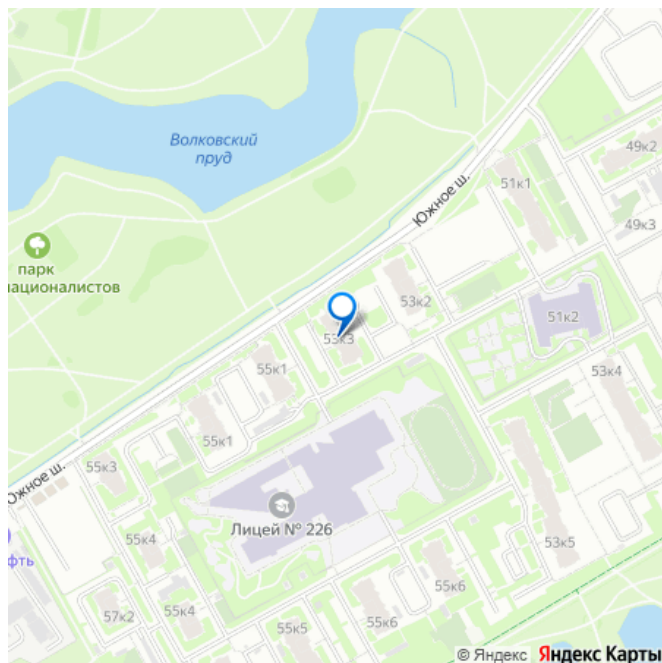 Волковский
пруд
49к2
51к1
Южное ш.
49к3
парк
националистов
53к2
51к2
53к3
55к1
53к4
55к1
55к3
Южное ш.
Лицей № 226
55к4
53к5
55к6
57к2
55к4
55к5
55к6
© Яндекс Яндекс Карты